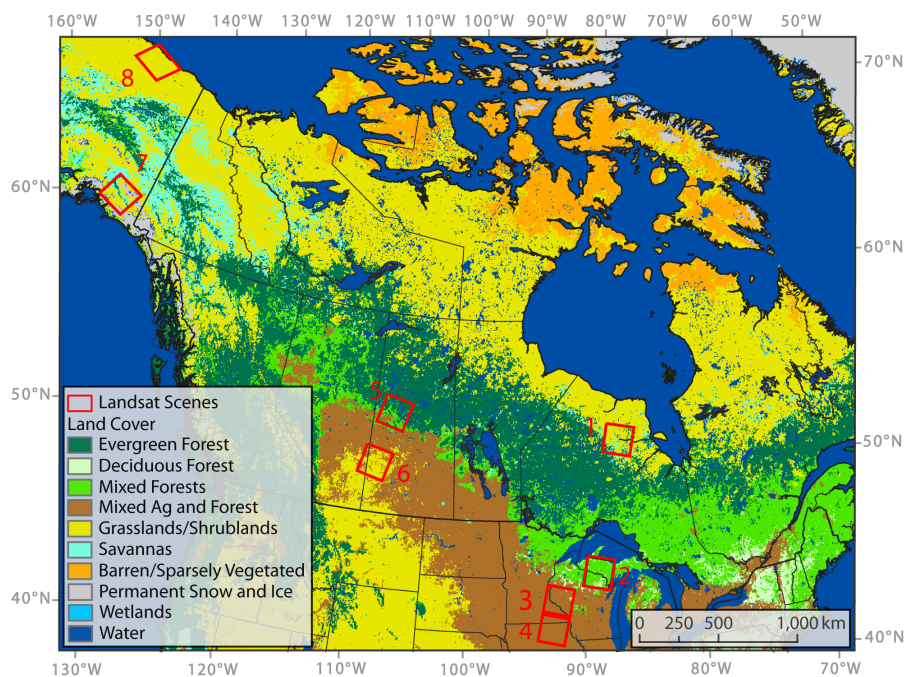 160°W 150°W 140°W 130°W 120°W 110°W 100°W 90°W 80°W 70°W 60°W 50°W
8
70°N
7
60°N
60°N
5
50°N
1
50°N
6
Landsat Scenes
Land Cover
Evergreen Forest
Deciduous Forest
Mixed Forests
Mixed Ag and Forest
Grasslands/Shrublands
Savannas
Barren/Sparsely Vegetated
Permanent Snow and Ice
Wetlands
Water
2
40°N
3
4
0 250 500 1,000 km
40°N
130°W 120°W 110°W 100°W 90°W 80°W 70°W